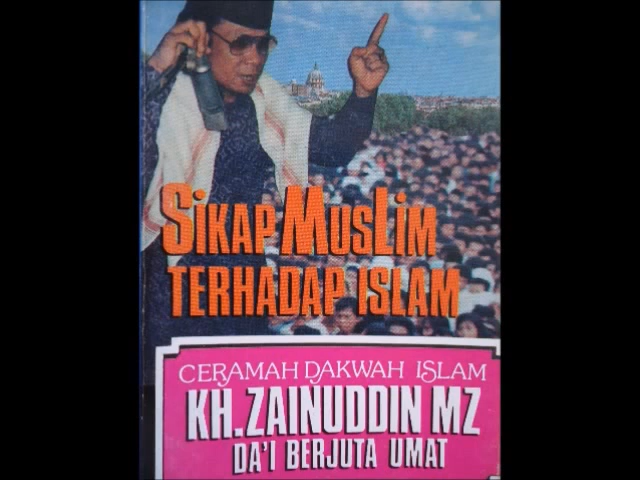 SiKAP MusLim
TERHADAP ISLAM
CERAMAH DAKWAH ISLAM
KH.ZAINUDDIN MZ
DA'I BERJUTA UMAT